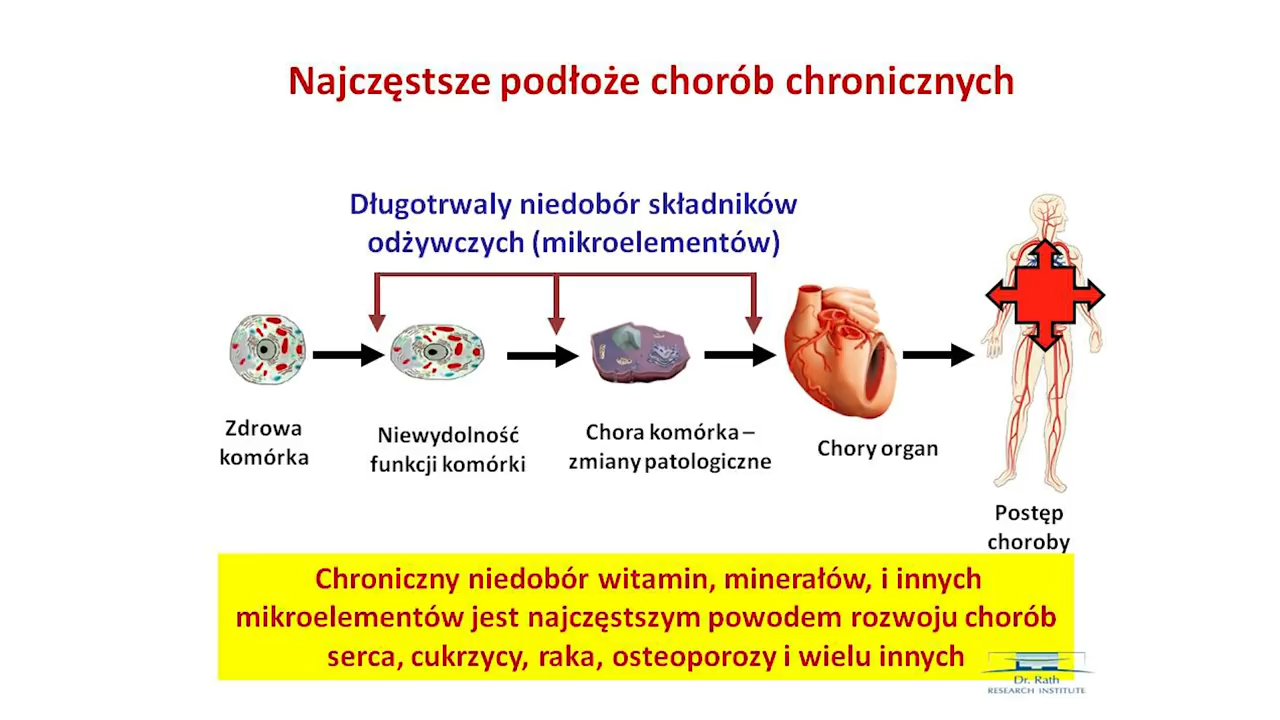 Najczęstsze podłoże chorób chronicznych
Długotrwaly niedobór składników
odżywczych (mikroelementów)
Zdrowa
komórka
Niewydolność
funkcji komórki
Chora komórka –
zmiany patologiczne
Chory organ
Postęp
choroby
Chroniczny niedobór witamin, minerałów, i innych
mikroelementów jest najczęstszym powodem rozwoju chorób
serca, cukrzycy, raka, osteoporozy i wielu innych
Dr. Rath
RESEARCH INSTITUTE